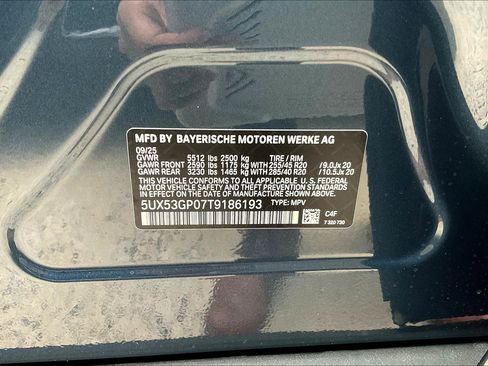 MFD BY BAYERISCHE MOTOREN WERKE AG
09/25
GVWR 5512 lbs 2500 kg TIRE / RIM
GAWR FRONT 2590 lbs 1175 kg WITH 255/45 R20 /9.0Jx 20
GAWR REAR 3230 lbs 1465 kg WITH 285/40 R20 /10.5Jx 20
THIS VEHICLE CONFORMS TO ALL APPLICABLE U.S. FEDERAL
MOTOR VEHICLE SAFETY STANDARDS IN EFFECT ON THE DATE OF
MANUFACTURE SHOWN ABOVE.
5UX53GP07T9186193 TYPE: MPV
C4F
7 320 730